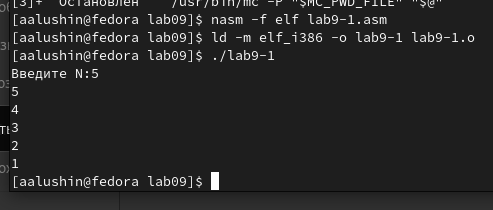 [3]+  Остановлен    /usr/bin/mc -P "$MC_PWD_FILE" "$@"
[aalushin@fedora lab09]$ nasm -f elf lab9-1.asm
[aalushin@fedora lab09]$ ld -m elf_i386 -o lab9-1 lab9-1.o
[aalushin@fedora lab09]$ ./lab9-1
Введите N:5
5
4
3
2
1
[aalushin@fedora lab09]$